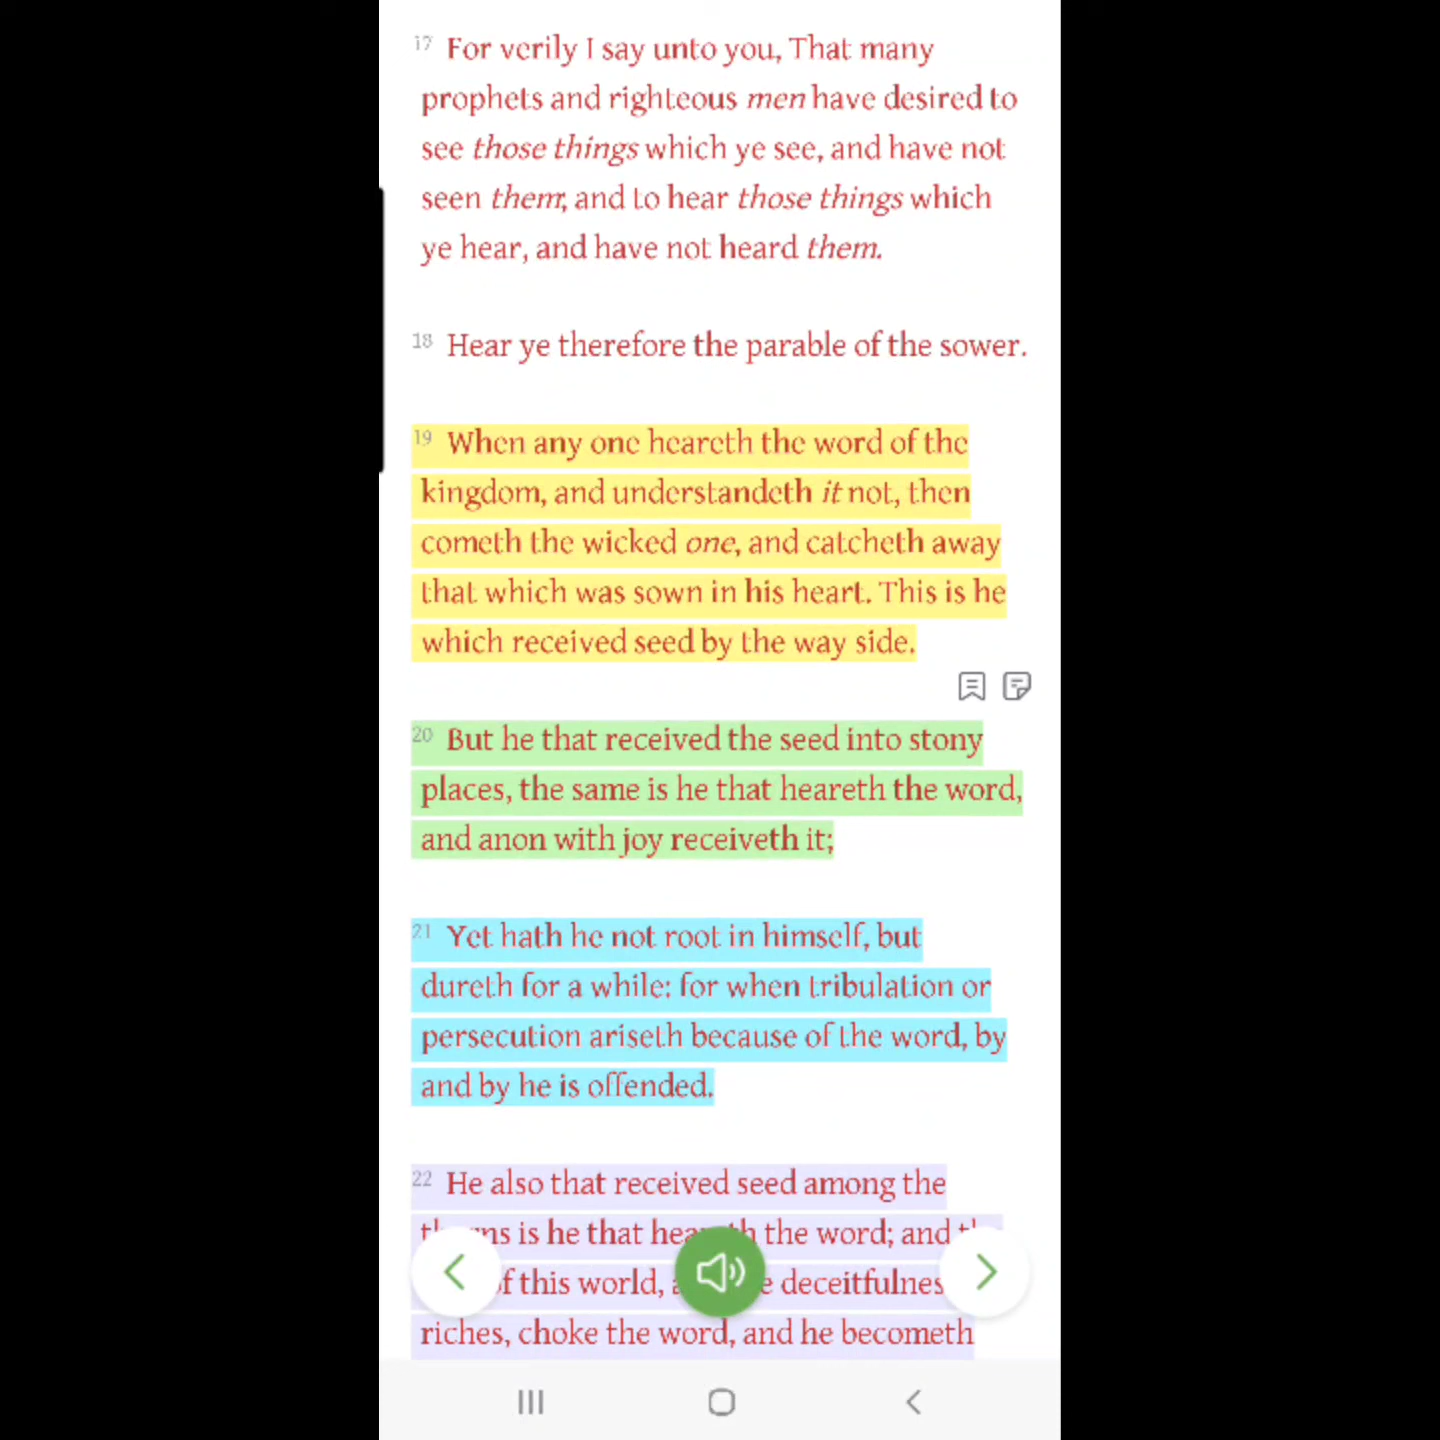 17 For verily I say unto you, That many
prophets and righteous men have desired to
see those things which ye see, and have not
seen them; and to hear those things which
ye hear, and have not heard them.
18 Hear ye therefore the parable of the sower.
19 When any one heareth the word of the
kingdom, and understandeth it not, then
cometh the wicked one, and catcheth away
that which was sown in his heart. This is he
which received seed by the way side.
20 But he that received the seed into stony
places, the same is he that heareth the word,
and anon with joy receiveth it;
21 Yet hath he not root in himself, but
dureth for a while: for when tribulation or
persecution ariseth because of the word, by
and by he is offended.
22 He also that received seed among the
is he that the word; and
of this world, deceitfulness
riches, choke the word, and he becometh